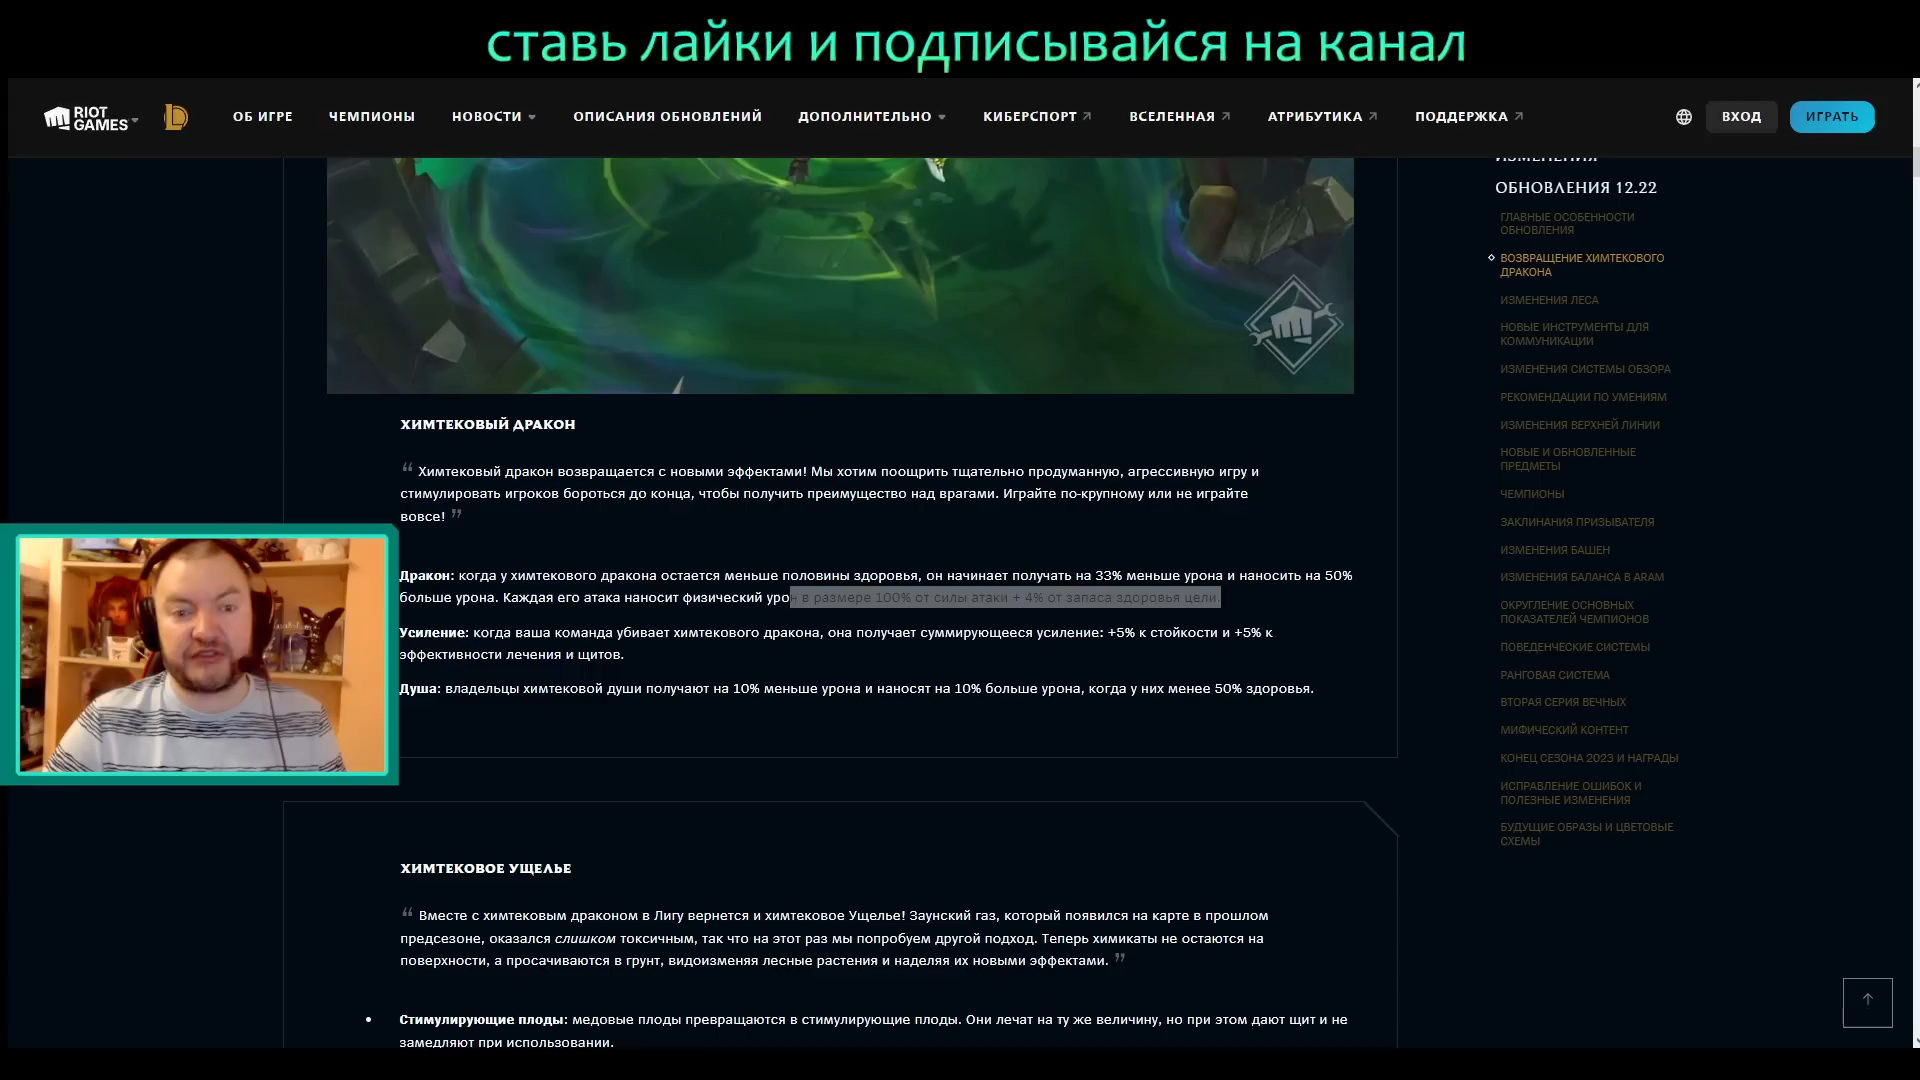 ставь лайки и подписывайся на канал
RIOT GAMES
ОБ ИГРЕ ЧЕМПИОНЫ НОВОСТИ ОПИСАНИЯ ОБНОВЛЕНИЙ ДОПОЛНИТЕЛЬНО КИБЕРСПОРТ ВСЕЛЕННАЯ АТРИБУТИКА ПОДДЕРЖКА ВХОД ИГРАТЬ
ХИМТЕКОВЫЙ ДРАКОН
“ Химтековый дракон возвращается с новыми эффектами! Мы хотим поощрить тщательно продуманную, агрессивную игру и
стимулировать игроков бороться до конца, чтобы получить преимущество над врагами. Играйте по-крупному или не играйте
вовсе! ”
Дракон: когда у химтекового дракона остается меньше половины здоровья, он начинает получать на 33% меньше урона и наносить на 50%
больше урона. Каждая его атака наносит физический урон в размере 100% от силы атаки + 4% от запаса здоровья цели.
Усиление: когда ваша команда убивает химтекового дракона, она получает суммирующееся усиление: +5% к стойкости и +5% к
эффективности лечения и щитов.
Душа: владельцы химтековой души получают на 10% меньше урона и наносят на 10% больше урона, когда у них менее 50% здоровья.
ХИМТЕКОВОЕ УЩЕЛЬЕ
“ Вместе с химтековым драконом в Лигу вернется и химтековое Ущелье! Заунский газ, который появился на карте в прошлом
предсезоне, оказался слишком токсичным, так что на этот раз мы попробуем другой подход. Теперь химикаты не остаются на
поверхности, а просачиваются в грунт, видоизменяя лесные растения и наделяя их новыми эффектами. ”
• Стимулирующие плоды: медовые плоды превращаются в стимулирующие плоды. Они лечат на ту же величину, но при этом дают щит и не
замедляют при использовании.
ИЗМЕНЕНИЯ
ОБНОВЛЕНИЯ 12.22
ГЛАВНЫЕ ОСОБЕННОСТИ
ОБНОВЛЕНИЯ
ВОЗВРАЩЕНИЕ ХИМТЕКОВОГО
ДРАКОНА
ИЗМЕНЕНИЯ ЛЕСА
НОВЫЕ ИНСТРУМЕНТЫ ДЛЯ
КОММУНИКАЦИИ
ИЗМЕНЕНИЯ СИСТЕМЫ ОБЗОРА
РЕКОМЕНДАЦИИ ПО УМЕНИЯМ
ИЗМЕНЕНИЯ ВЕРХНЕЙ ЛИНИИ
НОВЫЕ И ОБНОВЛЕННЫЕ
ПРЕДМЕТЫ
ЧЕМПИОНЫ
ЗАКЛИНАНИЯ ПРИЗЫВАТЕЛЯ
ИЗМЕНЕНИЯ БАШЕН
ИЗМЕНЕНИЯ БАЛАНСА В ARAM
ОКРУГЛЕНИЕ ОСНОВНЫХ
ПОКАЗАТЕЛЕЙ ЧЕМПИОНОВ
ПОВЕДЕНЧЕСКИЕ СИСТЕМЫ
РАНГОВАЯ СИСТЕМА
ВТОРАЯ СЕРИЯ ВЕЧНЫХ
МИФИЧЕСКИЙ КОНТЕНТ
КОНЕЦ СЕЗОНА 2023 И НАГРАДЫ
ИСПРАВЛЕНИЕ ОШИБОК И
ПОЛЕЗНЫЕ ИЗМЕНЕНИЯ
БУДУЩИЕ ОБРАЗЫ И ЦВЕТОВЫЕ
СХЕМЫ